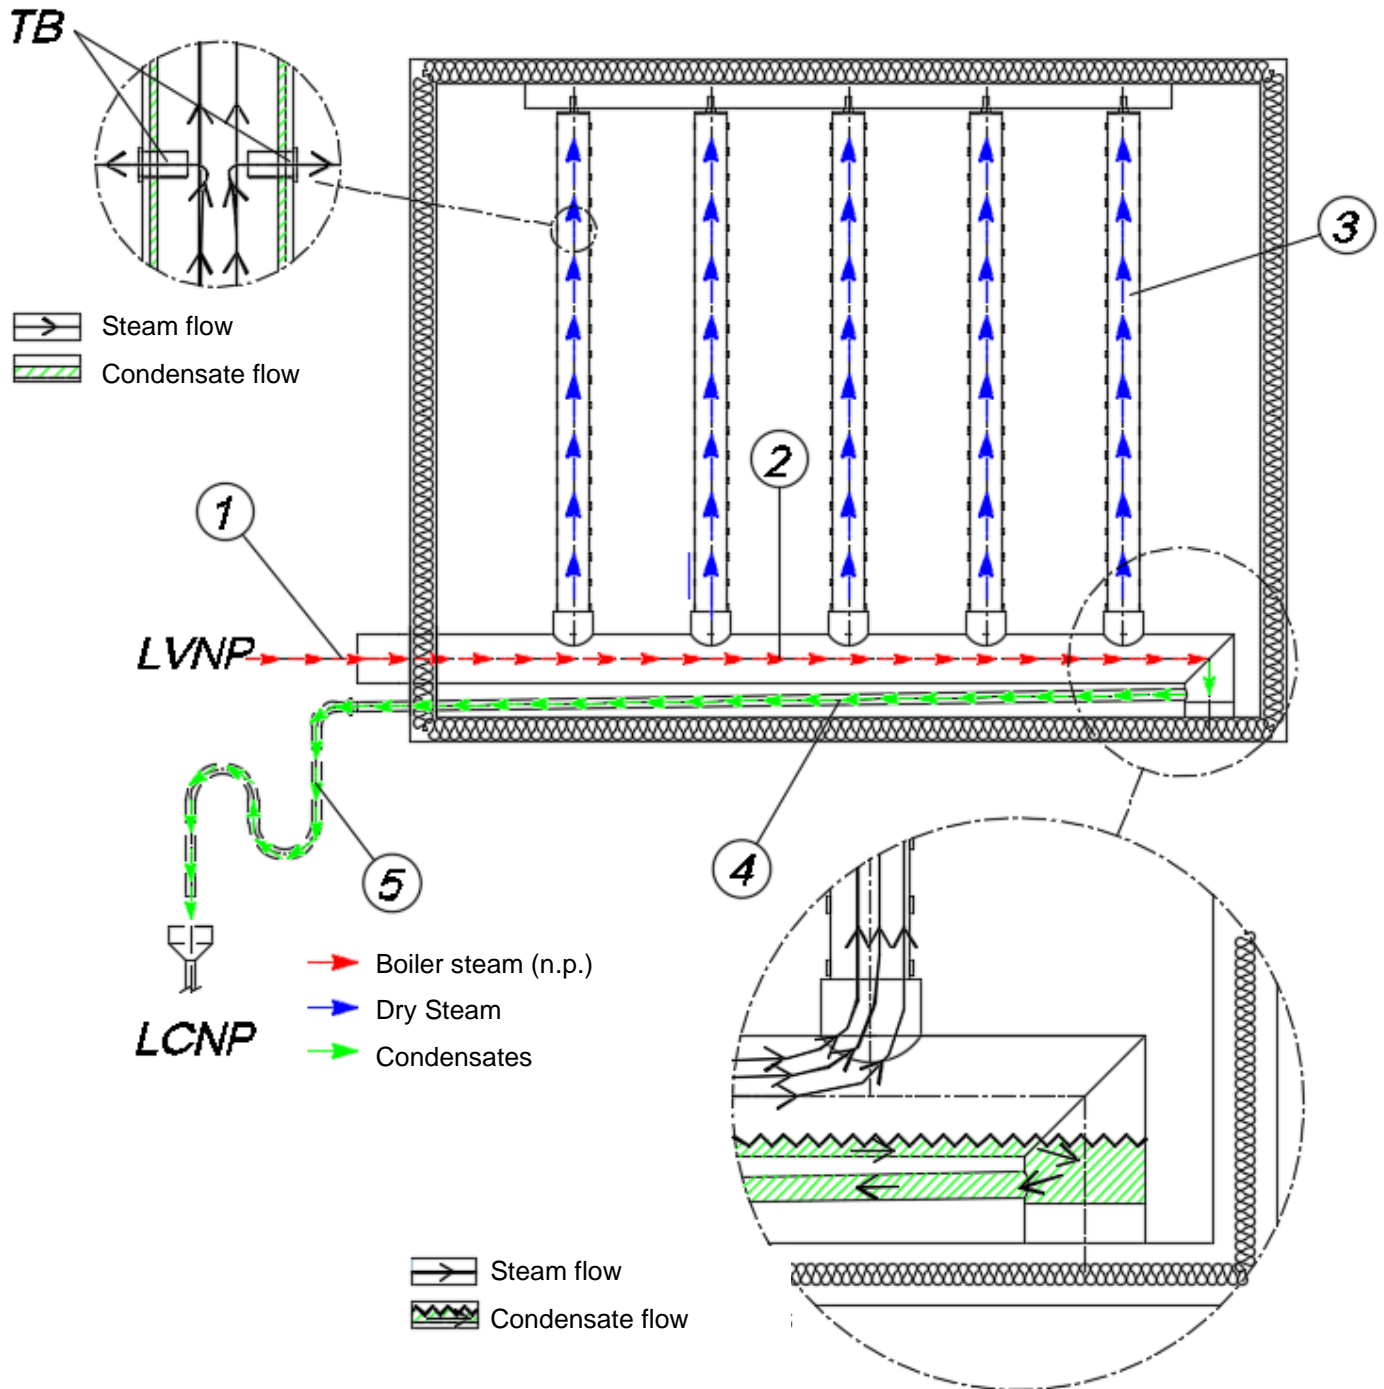 TB
3
Steam flow
Condensate flow
2
1
LVNP
4
5
Boiler steam (n.p.)
LCNP
Dry Steam
Condensates
Steam flow
Condensate flow